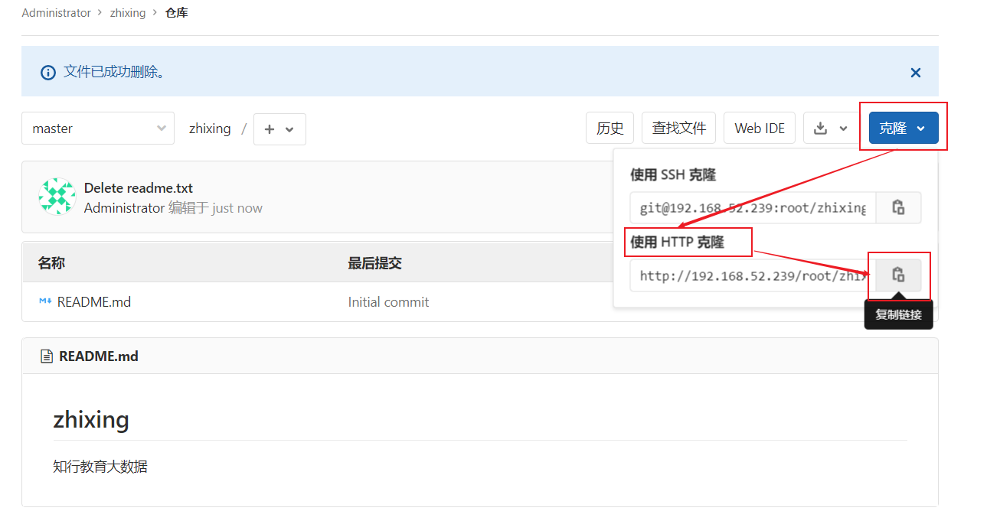 Administrator > zhixing > 仓库
文件已成功删除。
master
zhixing / +
历史
查找文件
Web IDE
克隆
使用 SSH 克隆
git@192.168.52.239:root/zhixing
使用 HTTP 克隆
http://192.168.52.239/root/zhi
复制链接
Delete readme.txt
Administrator 编辑于 just now
名称
最后提交
README.md
Initial commit
README.md
zhixing
知行教育大数据